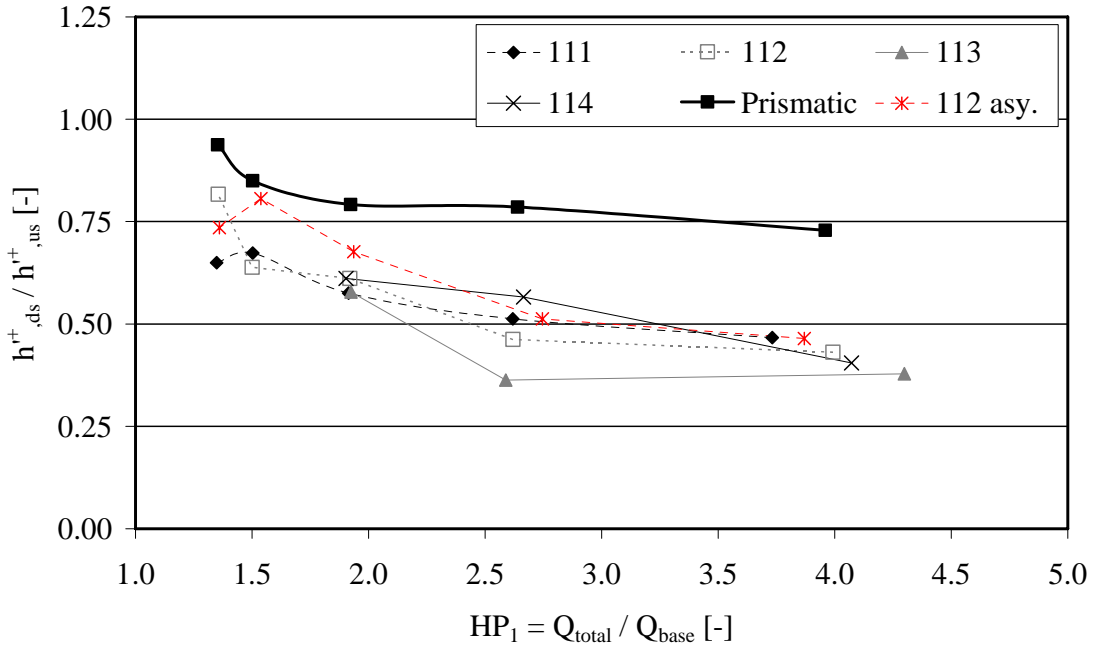 1.25
1.00
0.75
0.50
0.25
0.00
h'⁺,ds / h'⁺,us [-]
111 112 113
114 Prismatic 112 asy.
1.0 1.5 2.0 2.5 3.0 3.5 4.0 4.5 5.0
HP₁ = Q_total / Q_base [-]